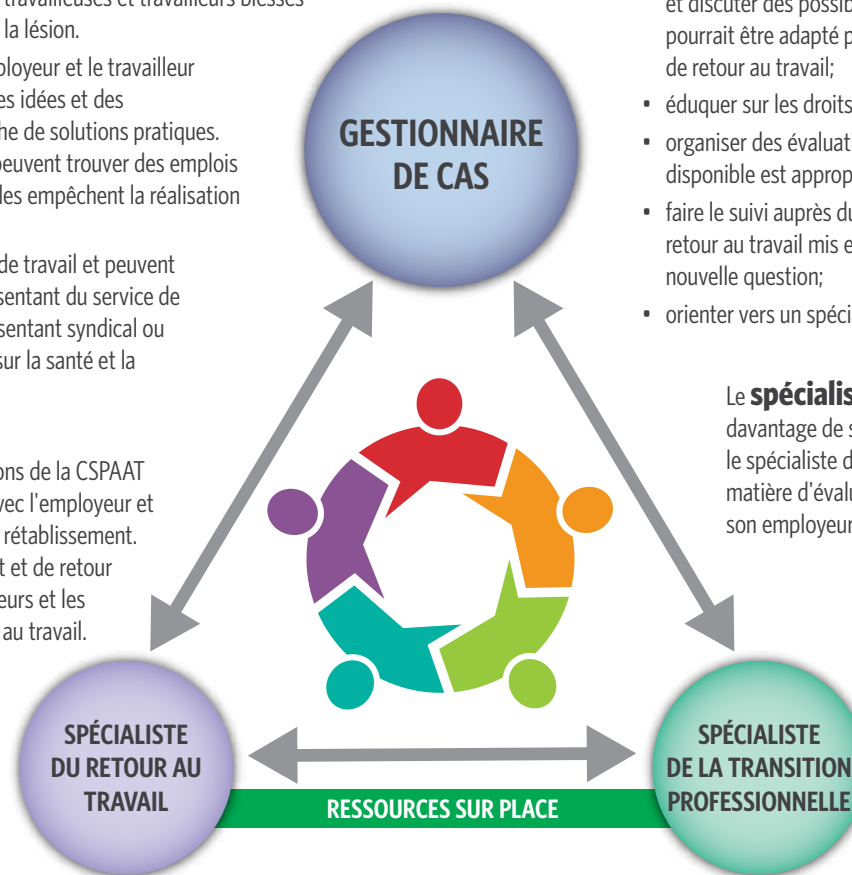 travailleuses et travailleurs blessés
la lésion.
ployeur et le travailleur
es idées et des
he de solutions pratiques.
peuvent trouver des emplois
les empêchent la réalisation
de travail et peuvent
sentant du service de
sentant syndical ou
sur la santé et la
ons de la CSPAAT
avec l'employeur et
rétablissement.
t et de retour
eurs et les
au travail.
GESTIONNAIRE
DE CAS
et discuter des possib
pourrait être adapté p
de retour au travail;
• éduquer sur les droits
• organiser des évaluati
disponible est approp
• faire le suivi auprès du
retour au travail mis e
nouvelle question;
• orienter vers un spécia
Le spécialis
davantage de s
le spécialiste d
matière d'évalu
son employeur
SPÉCIALISTE
DU RETOUR AU
TRAVAIL
RESSOURCES SUR PLACE
SPÉCIALISTE
DE LA TRANSITION
PROFESSIONNELLE